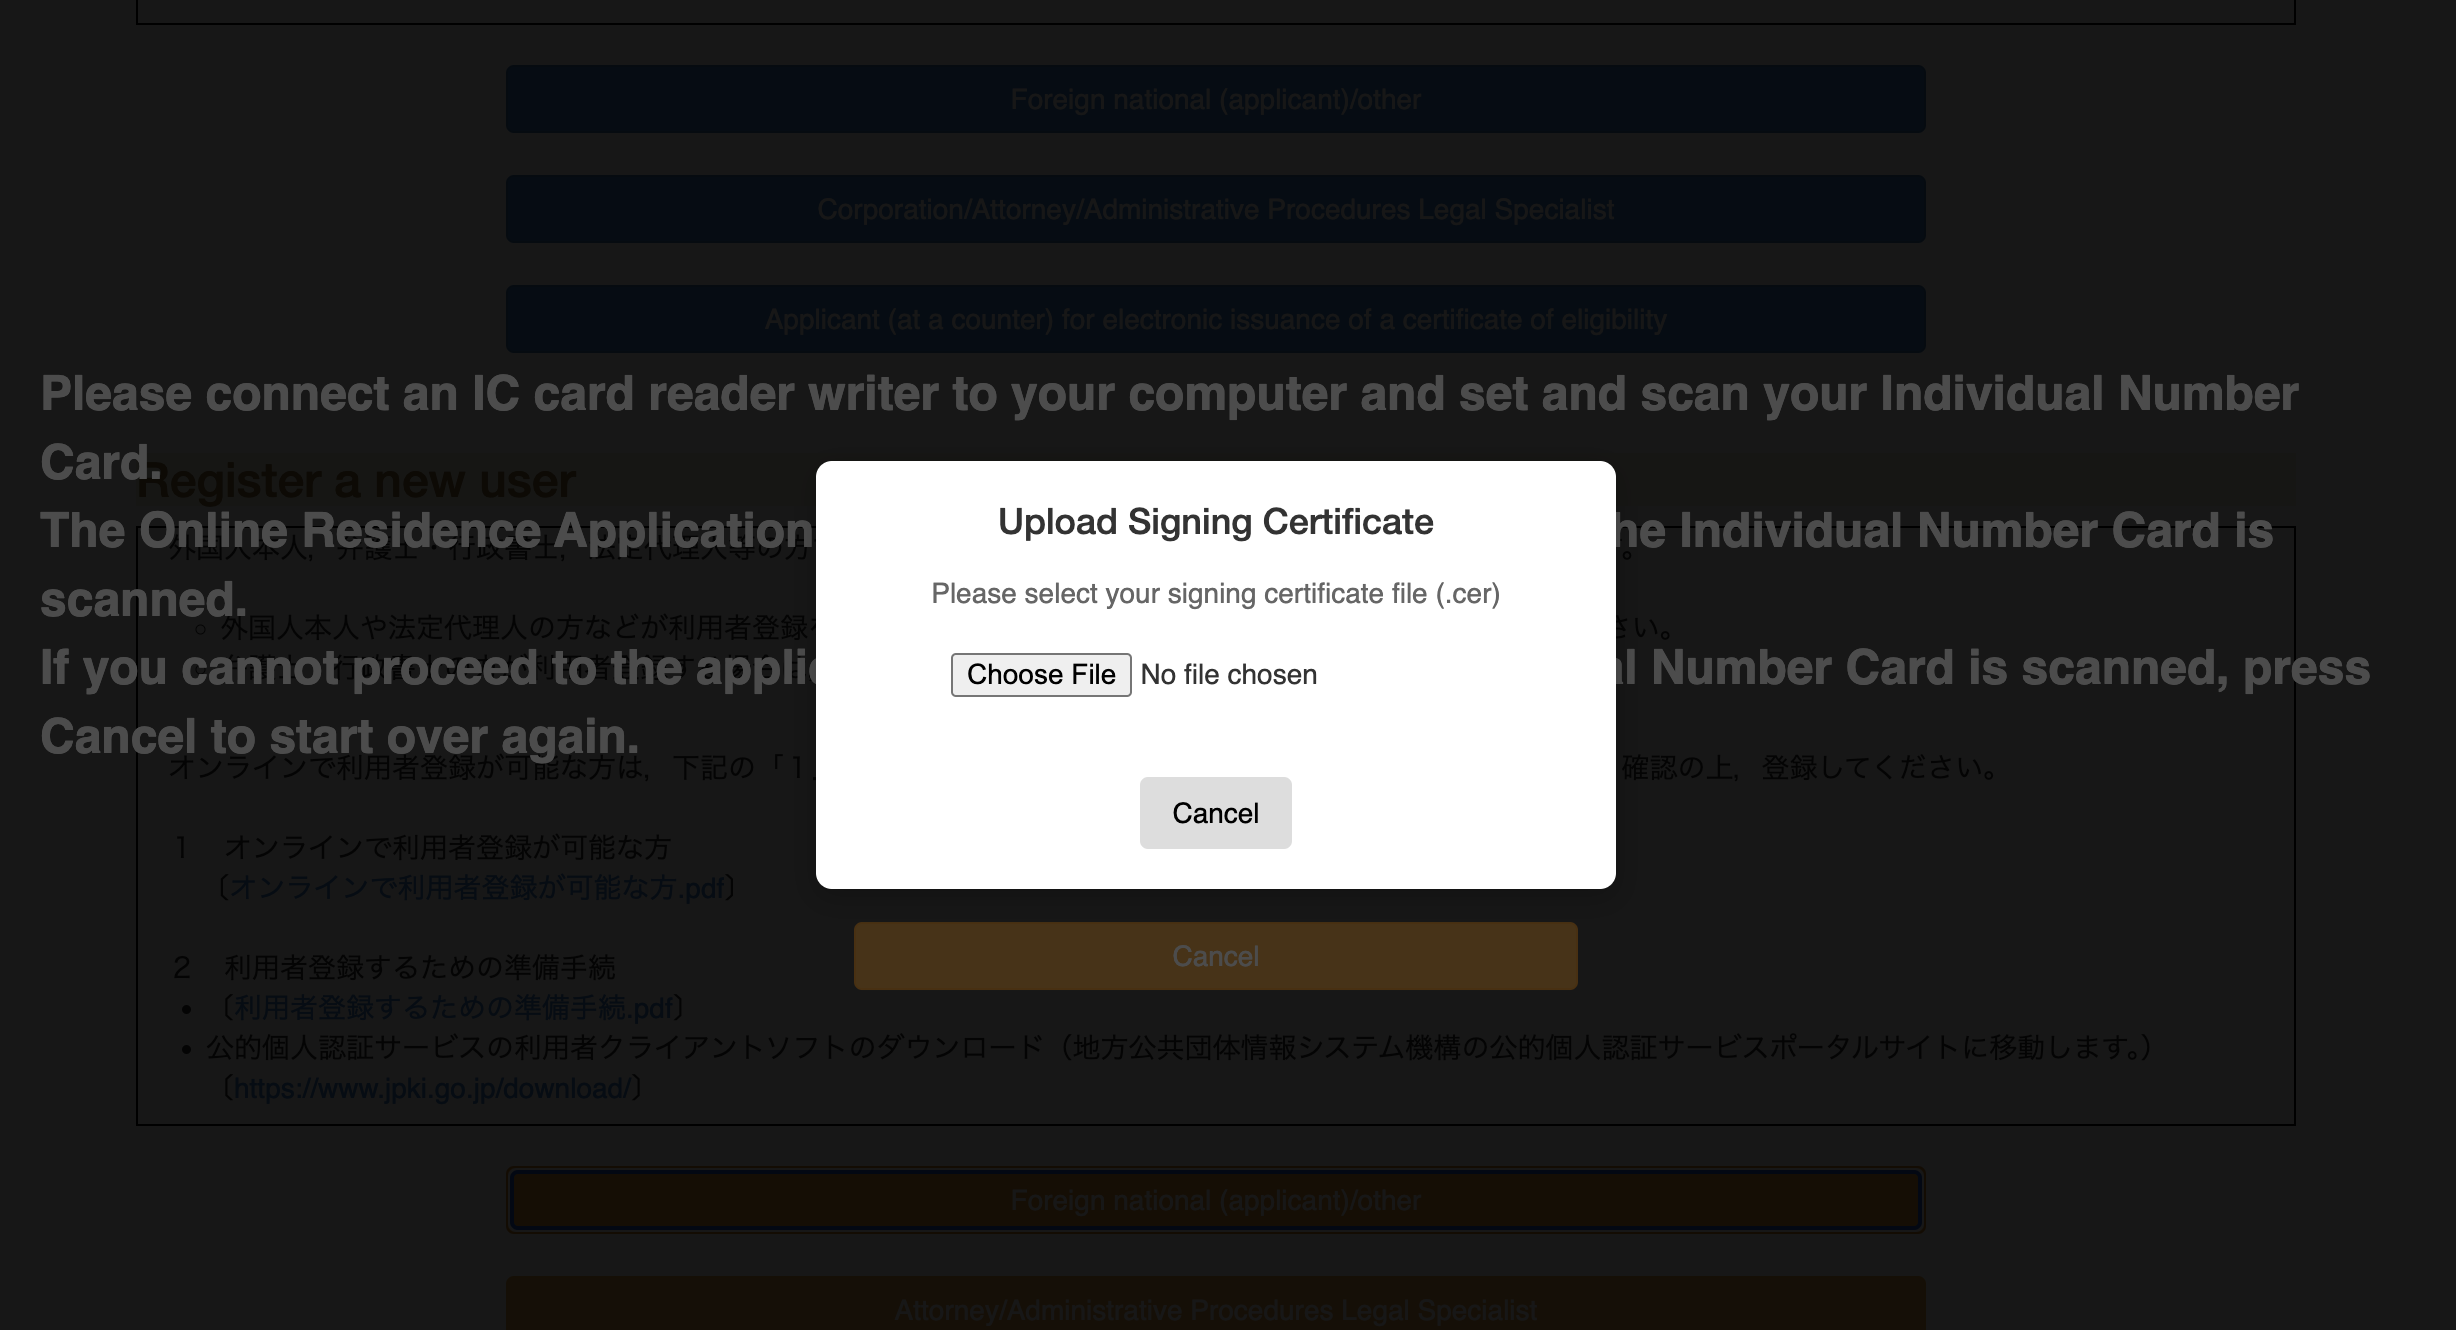 Foreign national (applicant)/other
Corporation/Attorney/Administrative Procedures Legal Specialist
Applicant (at a counter) for electronic issuance of a certificate of eligibility
Please connect an IC card reader writer to your computer and set and scan your Individual Number
Card.
Register a new user
The Online Residence Application
he Individual Number Card is
外国人本人，弁護士・行政書士，法定代理人等の方
scanned.
外国人本人や法定代理人の方などが利用者登録
さい。
If you cannot proceed to the applic
al Number Card is scanned, press
Cancel to start over again.
オンラインで利用者登録が可能な方は，下記の「１
確認の上，登録してください。
Upload Signing Certificate
Please select your signing certificate file (.cer)
Choose File No file chosen
Cancel
１　オンラインで利用者登録が可能な方
〔オンラインで利用者登録が可能な方.pdf〕
Cancel
２　利用者登録するための準備手続
• 〔利用者登録するための準備手続.pdf〕
• 公的個人認証サービスの利用者クライアントソフトのダウンロード（地方公共団体情報システム機構の公的個人認証サービスポータルサイトに移動します。）
〔https://www.jpki.go.jp/download/〕
Foreign national (applicant)/other
Attorney/Administrative Procedures Legal Specialist